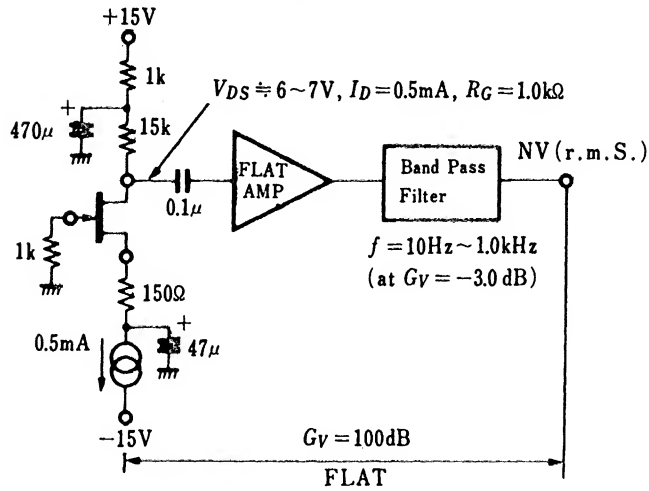 +15V
1k
V_DS ≒ 6~7V, I_D = 0.5mA, R_G = 1.0kΩ
+
470μ
15k
FLAT
AMP
Band Pass
Filter
NV (r.m.S.)
0.1μ
1k
f = 10Hz~1.0kHz
(at G_V = −3.0 dB)
150Ω
+
0.5mA
47μ
−15V
G_V = 100dB
FLAT